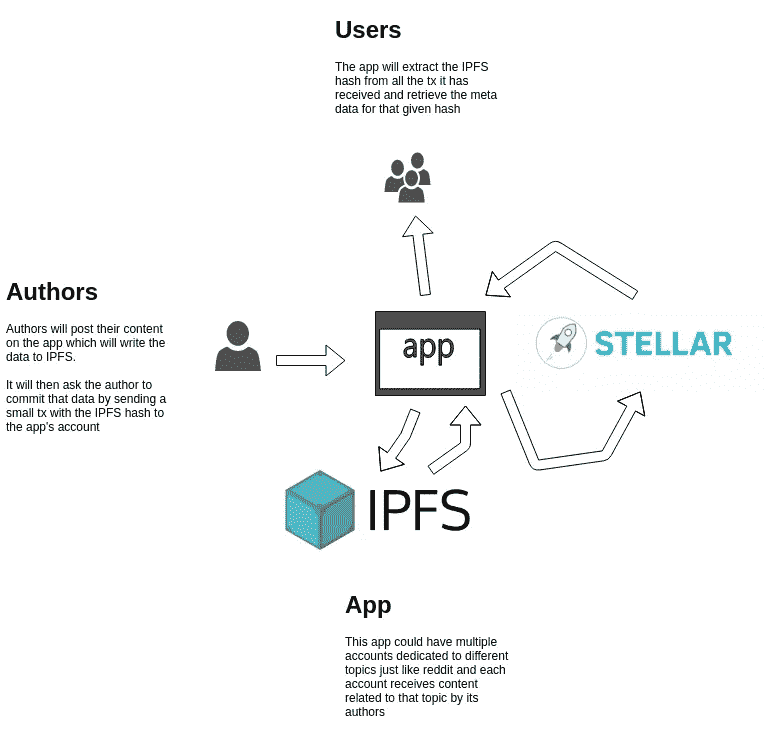 Users
The app will extract the IPFS
hash from all the tx it has
received and retrieve the meta
data for that given hash
Authors
Authors will post their content
on the app which will write the
data to IPFS.
It will then ask the author to
commit that data by sending a
small tx with the IPFS hash to
the app's account
app
STELLAR
IPFS
App
This app could have multiple
accounts dedicated to different
topics just like reddit and each
account receives content
related to that topic by its
authors